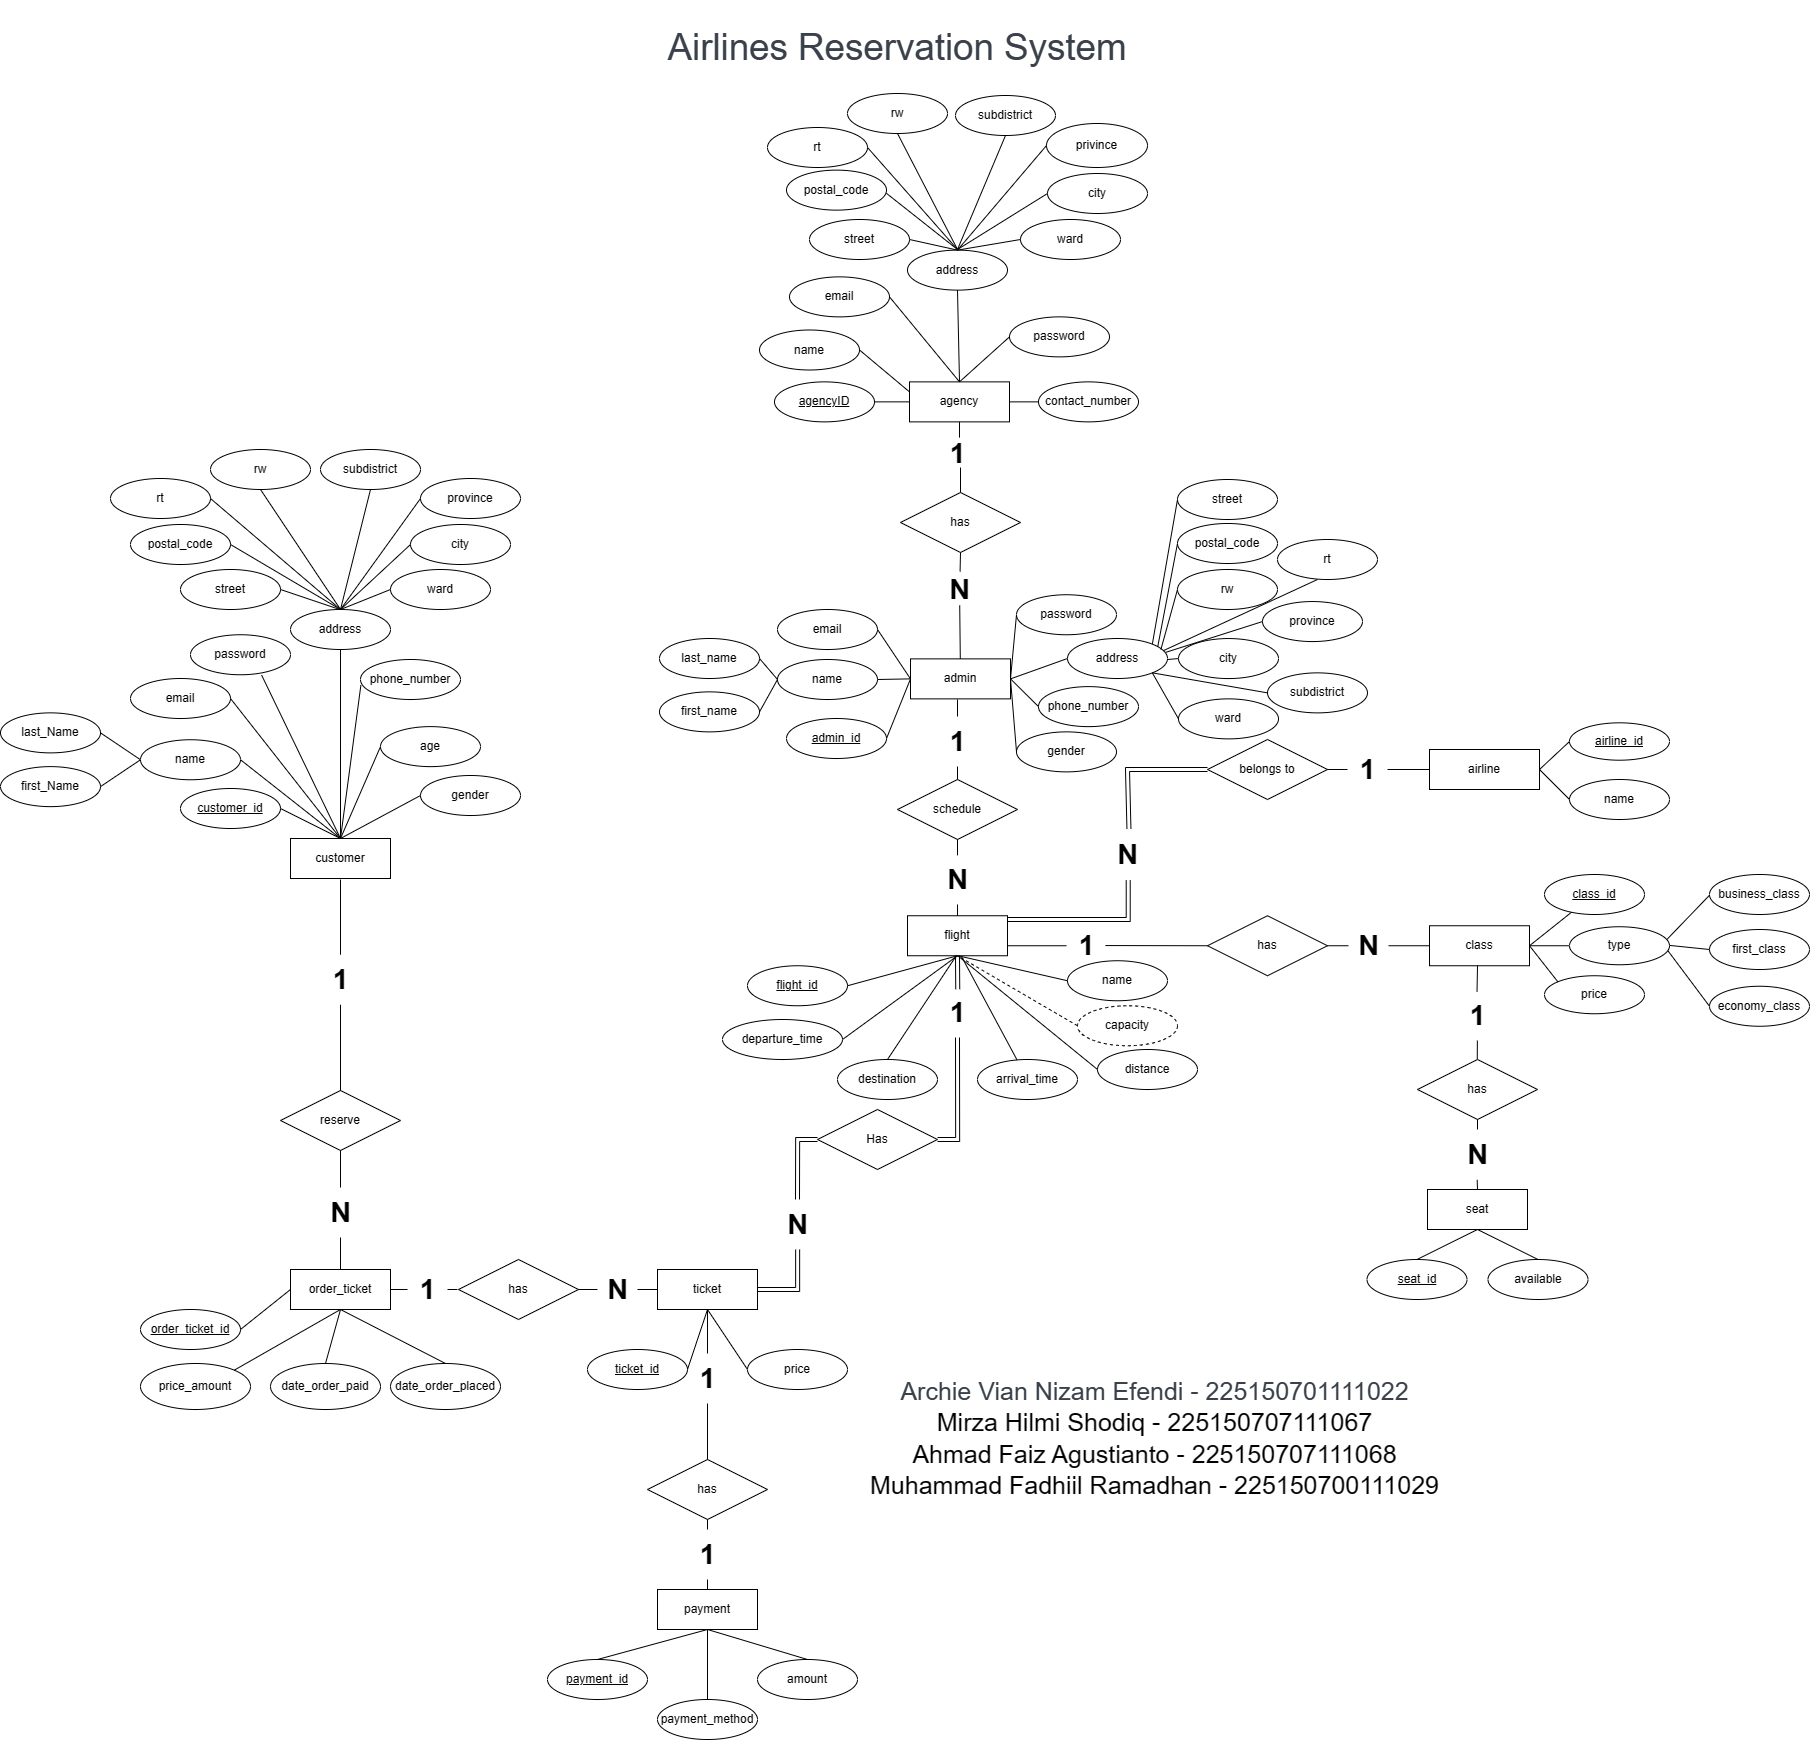 Airlines Reservation System
rw
subdistrict
rt
privince
postal_code
city
street
ward
address
email
password
name
agencyID
agency
contact_number
1
has
N
rw
subdistrict
rt
province
postal_code
city
street
ward
address
password
phone_number
email
last_Name
name
age
first_Name
customer_id
gender
customer
1
reserve
N
street
postal_code
rt
rw
province
city
subdistrict
ward
address
password
email
last_name
name
admin
first_name
admin_id
phone_number
gender
1
schedule
N
belongs to
1
airline
airline_id
name
N
flight
1
has
N
class
class_id
type
price
business_class
first_class
economy_class
flight_id
name
departure_time
capacity
destination
arrival_time
distance
1
Has
N
1
has
N
seat
seat_id
available
order_ticket
1
has
N
ticket
order_ticket_id
price_amount
date_order_paid
date_order_placed
ticket_id
price
1
has
1
payment
payment_id
amount
payment_method
Archie Vian Nizam Efendi - 225150701111022
Mirza Hilmi Shodiq - 225150707111067
Ahmad Faiz Agustianto - 225150707111068
Muhammad Fadhiil Ramadhan - 225150700111029